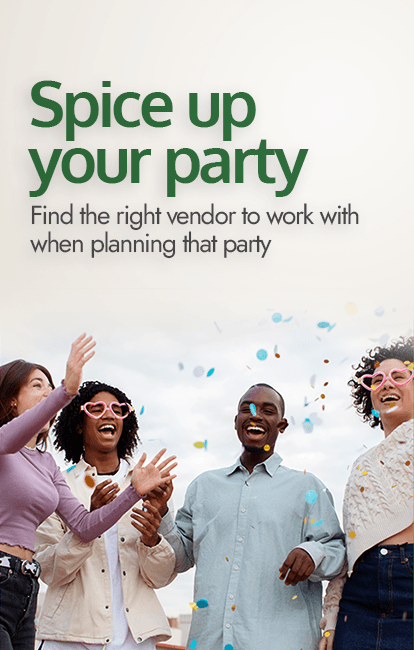 Spice up
your party
Find the right vendor to work with
when planning that party